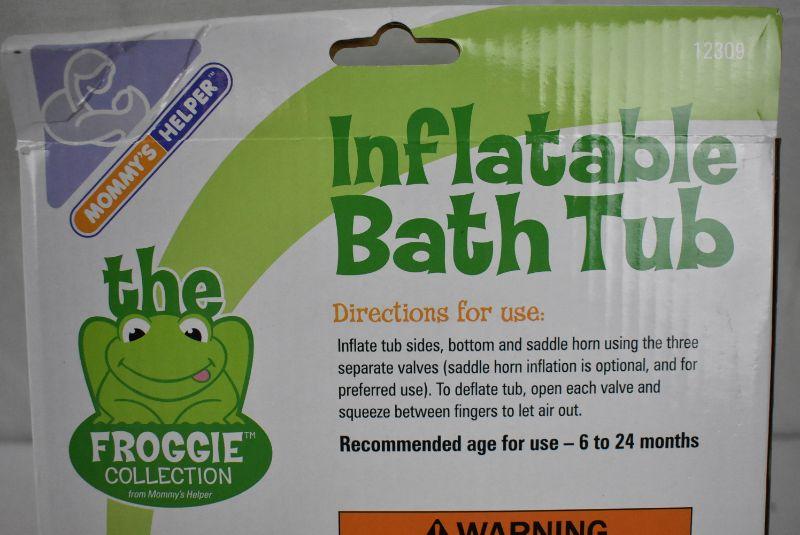 12309
MOMMY'S HELPER™
Inflatable
Bath Tub
the
FROGGIE™
COLLECTION
from Mommy's Helper
Directions for use:
Inflate tub sides, bottom and saddle horn using the three
separate valves (saddle horn inflation is optional, and for
preferred use). To deflate tub, open each valve and
squeeze between fingers to let air out.
Recommended age for use – 6 to 24 months
⚠ WARNING